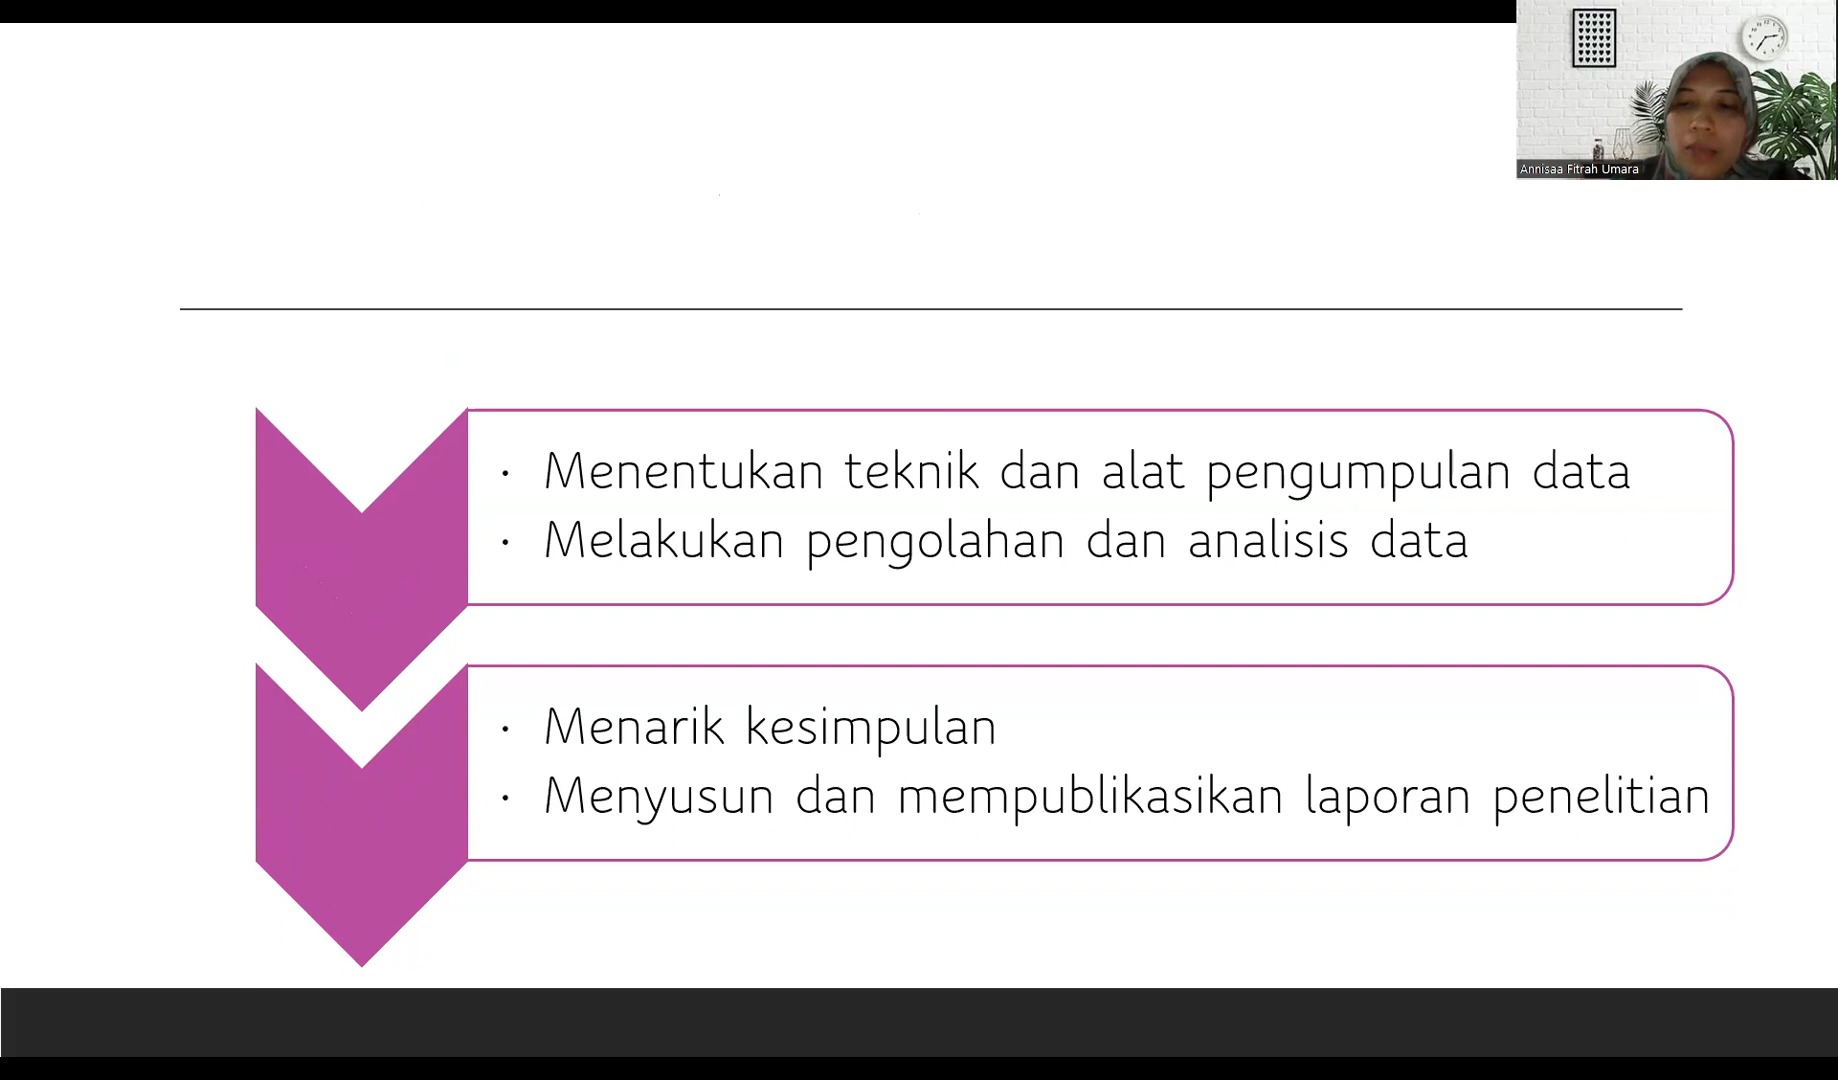 Annisaa Fitrah Umara
• Menentukan teknik dan alat pengumpulan data
• Melakukan pengolahan dan analisis data
• Menarik kesimpulan
• Menyusun dan mempublikasikan laporan penelitian